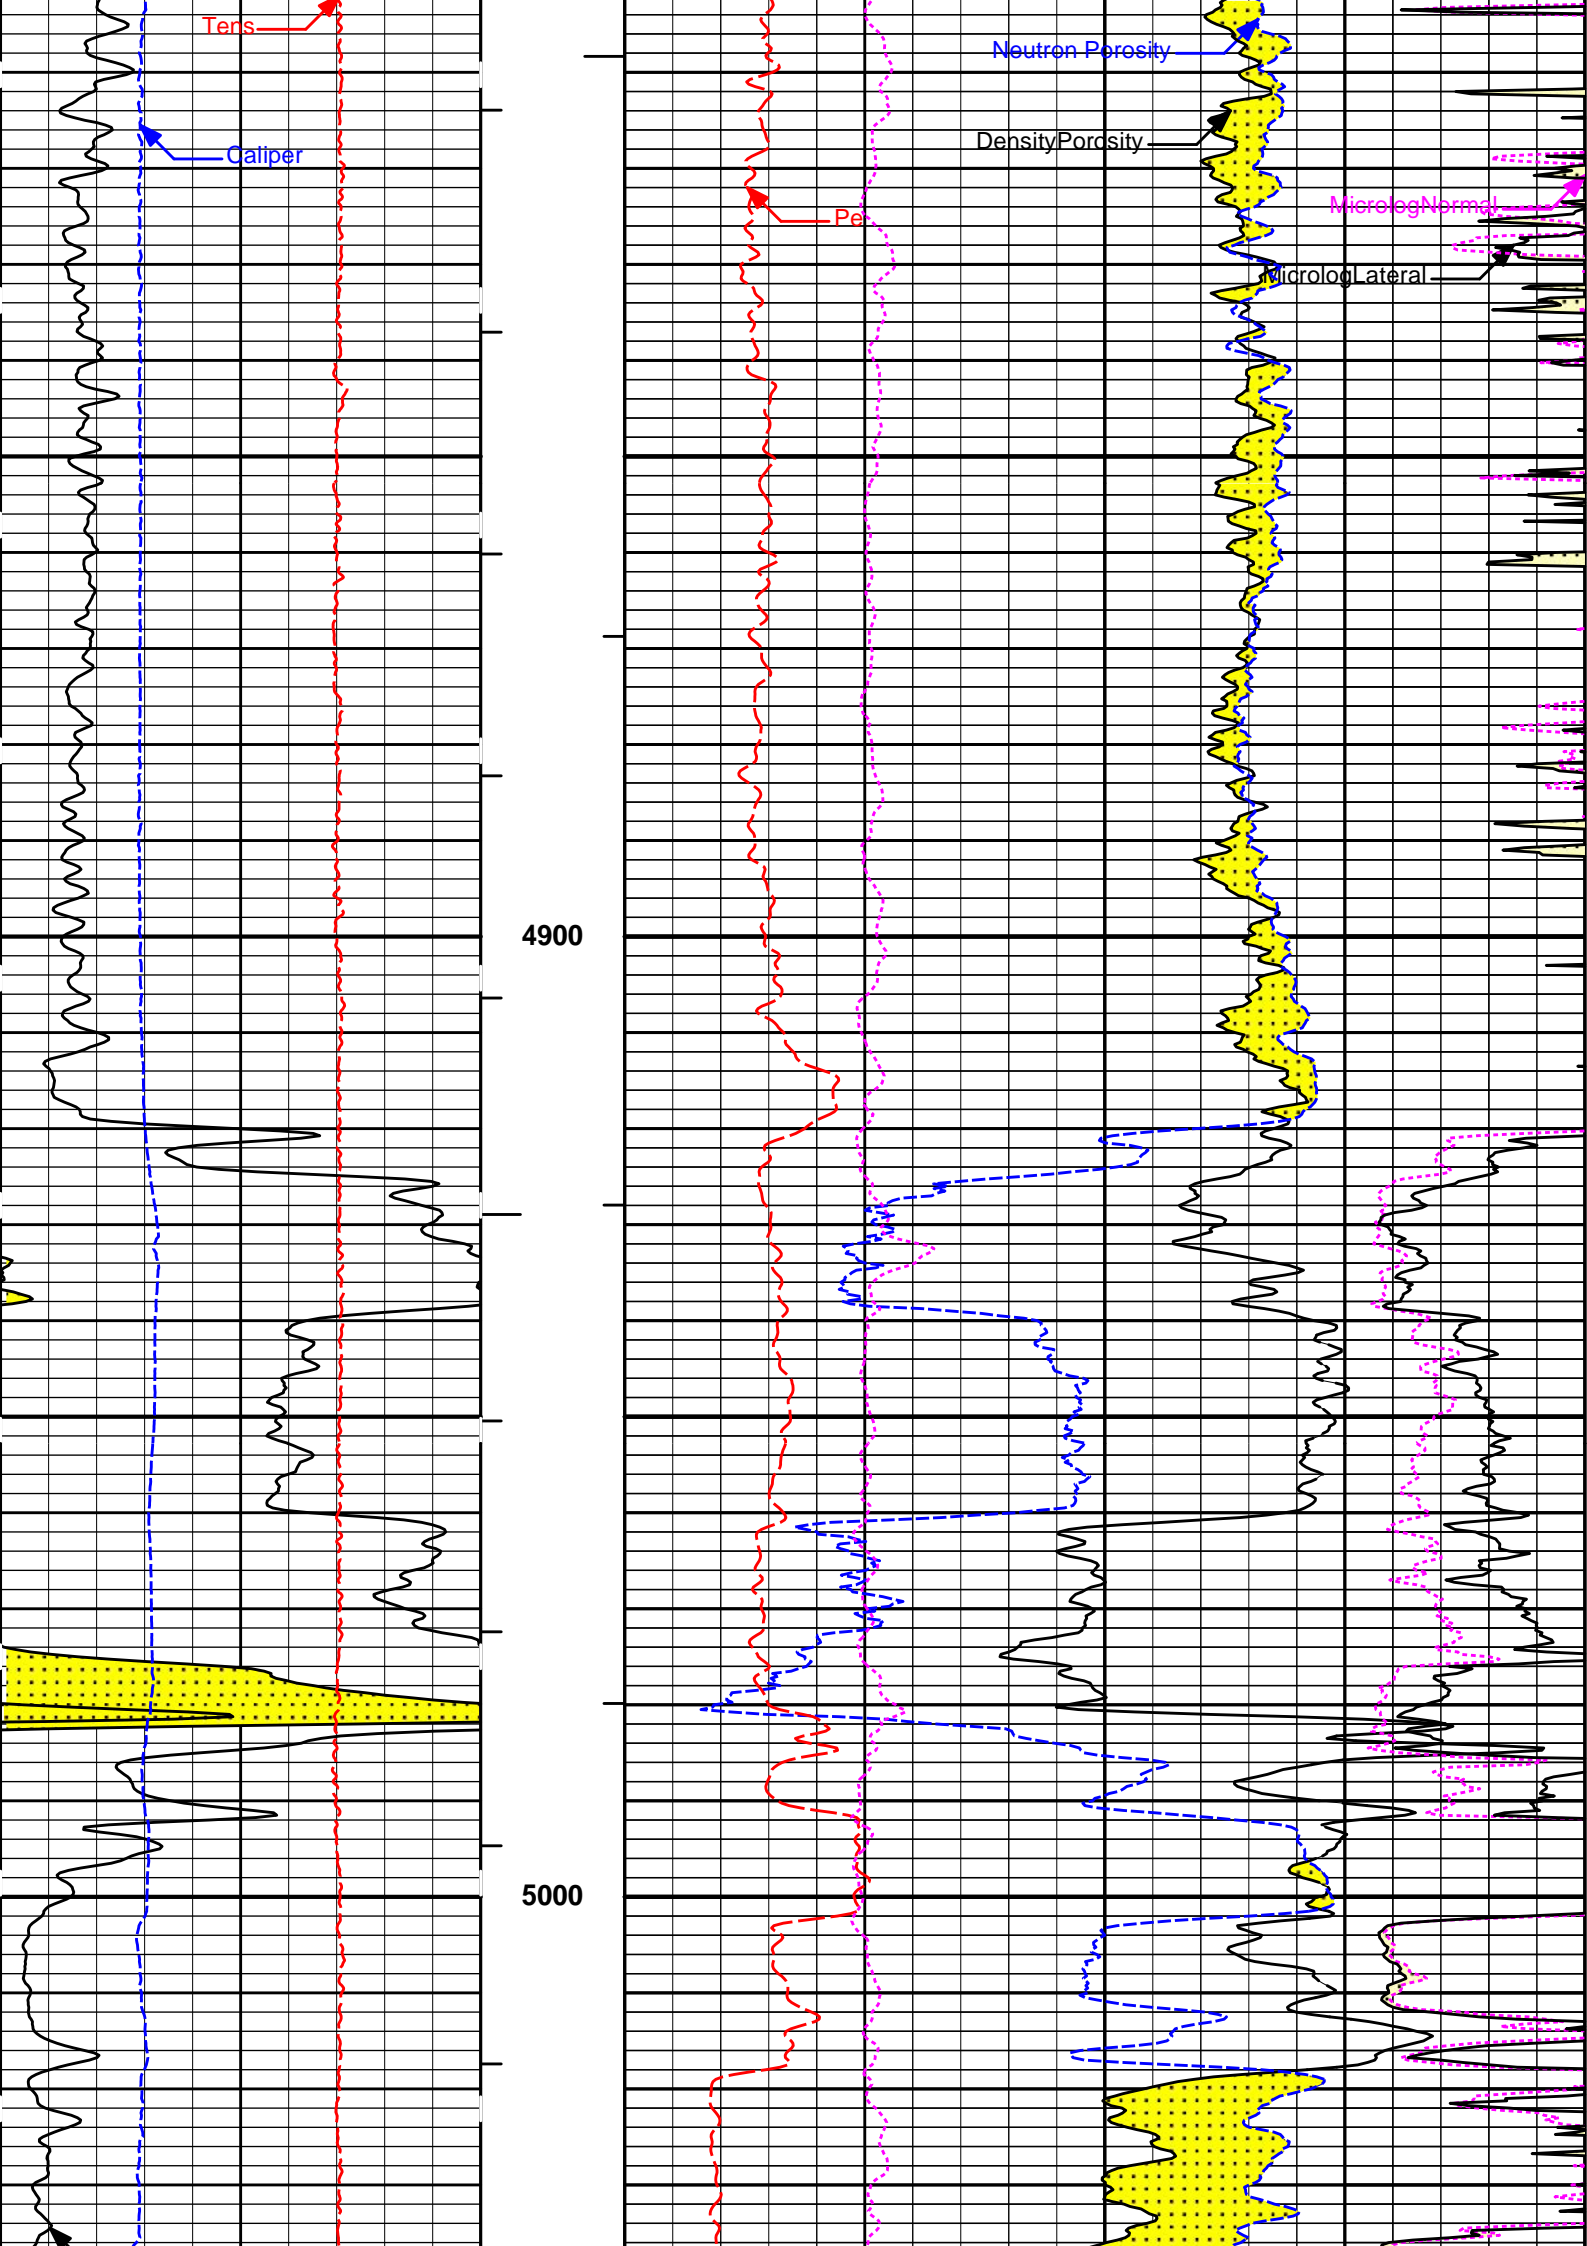 Tens
Neutron Porosity
DensityPorosity
Caliper
MicrologNormal
Pe
MicrologLateral
4900
5000